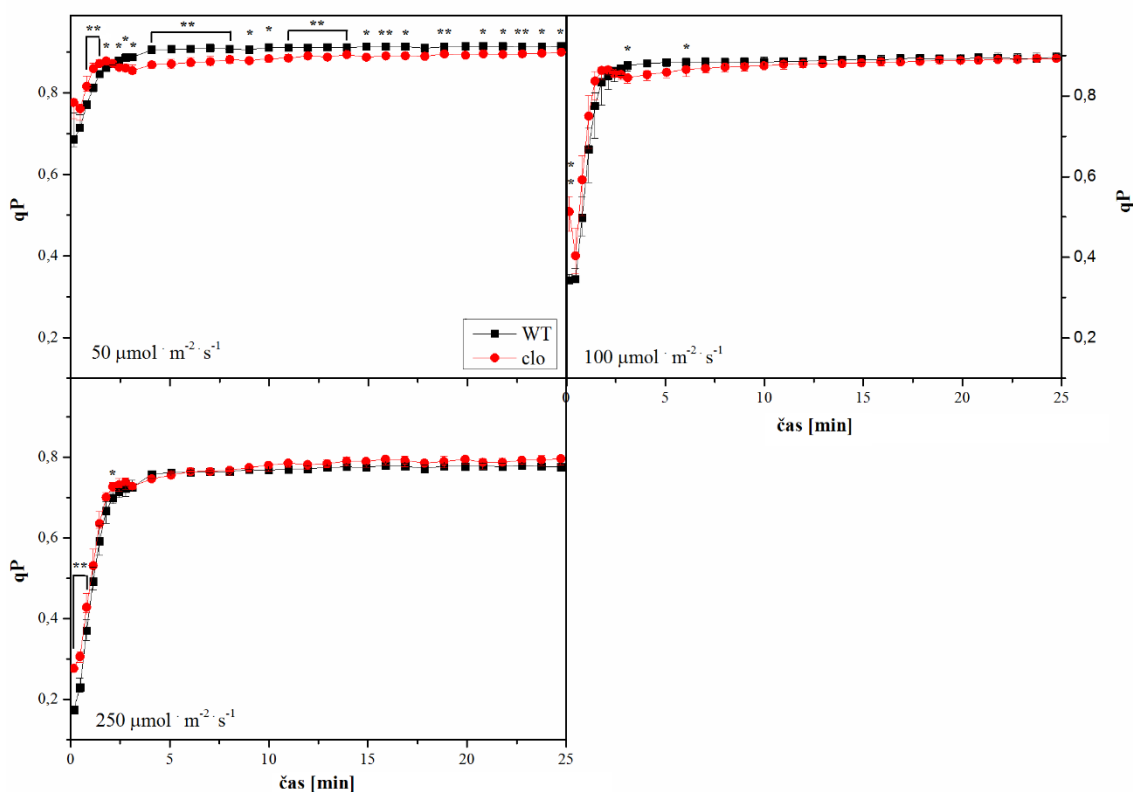 ** ** * * ** * ** * * * ** *
* * *
qP
0,8
0,6
0,4
0,2
WT
clo
50 µmol · m-2 · s-1
* *
*
*
0,8
0,6
0,4
0,2
qP
100 µmol · m-2 · s-1
0 5 10 15 20 25
čas [min]
qP
0,8
0,6
0,4
0,2
*
**
250 µmol · m-2 · s-1
0 5 10 15 20 25
čas [min]